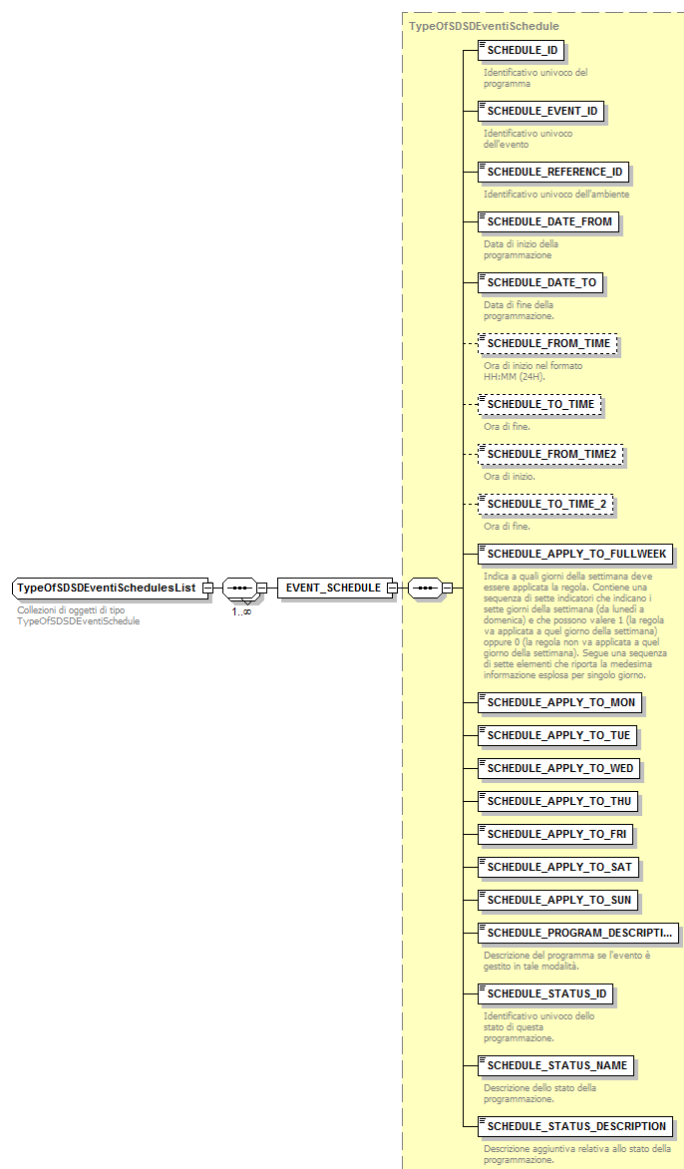 TypeOfSDSDEventiSchedule
SCHEDULE_ID
Identificativo univoco del
programma
SCHEDULE_EVENT_ID
Identificativo univoco
dell'evento
SCHEDULE_REFERENCE_ID
Identificativo univoco dell'ambiente
SCHEDULE_DATE_FROM
Data di inizio della
programmazione
SCHEDULE_DATE_TO
Data di fine della
programmazione.
SCHEDULE_FROM_TIME
Ora di inizio nel formato
HH:MM (24H).
SCHEDULE_TO_TIME
Ora di fine.
SCHEDULE_FROM_TIME2
Ora di inizio.
SCHEDULE_TO_TIME_2
Ora di fine.
SCHEDULE_APPLY_TO_FULLWEEK
Indica a quali giorni della settimana deve
essere applicata la regola. Contiene una
sequenza di sette indicatori che indicano i
sette giorni della settimana (da lunedì a
domenica) e che possono valere 1 (la regola
va applicata a quel giorno della settimana)
oppure 0 (la regola non va applicata a quel
giorno della settimana). Segue una sequenza
di sette elementi che riporta la medesima
informazione esplosa per singolo giorno.
TypeOfSDSDEventiSchedulesList
Collezioni di oggetti di tipo
TypeOfSDSDEventiSchedule
1..∞
EVENT_SCHEDULE
SCHEDULE_APPLY_TO_MON
SCHEDULE_APPLY_TO_TUE
SCHEDULE_APPLY_TO_WED
SCHEDULE_APPLY_TO_THU
SCHEDULE_APPLY_TO_FRI
SCHEDULE_APPLY_TO_SAT
SCHEDULE_APPLY_TO_SUN
SCHEDULE_PROGRAM_DESCRIPTI...
Descrizione del programma se l'evento è
gestito in tale modalità.
SCHEDULE_STATUS_ID
Identificativo univoco dello
stato di questa
programmazione.
SCHEDULE_STATUS_NAME
Descrizione dello stato della
programmazione.
SCHEDULE_STATUS_DESCRIPTION
Descrizione aggiuntiva relativa allo stato della
programmazione.